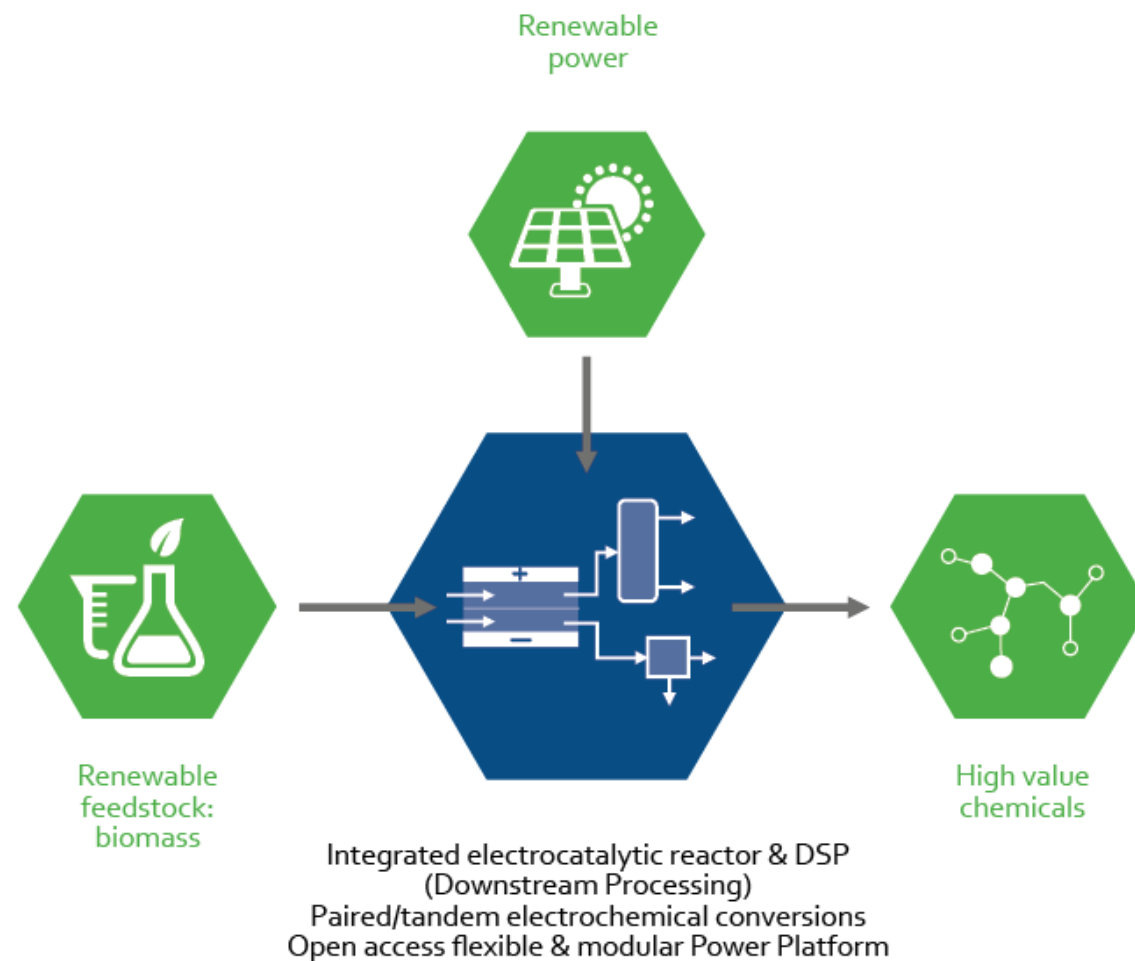 Renewable
power
+
−
Renewable
feedstock:
biomass
High value
chemicals
Integrated electrocatalytic reactor & DSP
(Downstream Processing)
Paired/tandem electrochemical conversions
Open access flexible & modular Power Platform